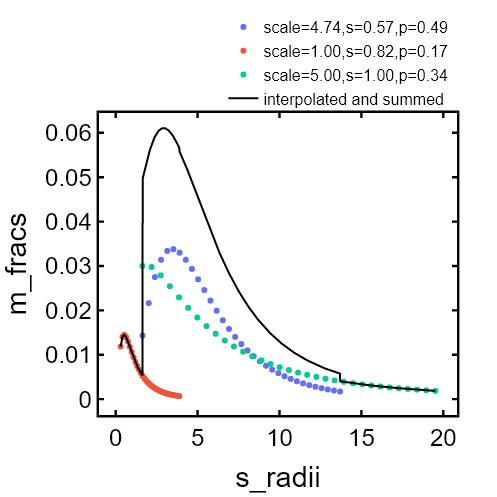 scale=4.74,s=0.57,p=0.49
scale=1.00,s=0.82,p=0.17
scale=5.00,s=1.00,p=0.34
interpolated and summed
0.06
0.05
0.04
0.03
0.02
0.01
0
m_fracs
0 5 10 15 20
s_radii